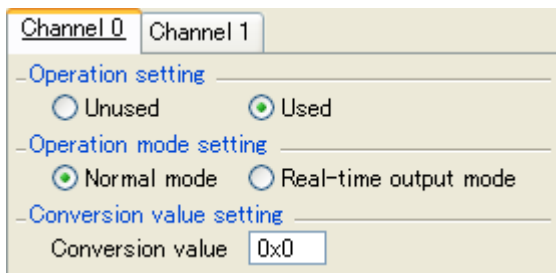 Channel 0 Channel 1
Operation setting
Unused Used
Operation mode setting
Normal mode Real-time output mode
Conversion value setting
Conversion value 0x0